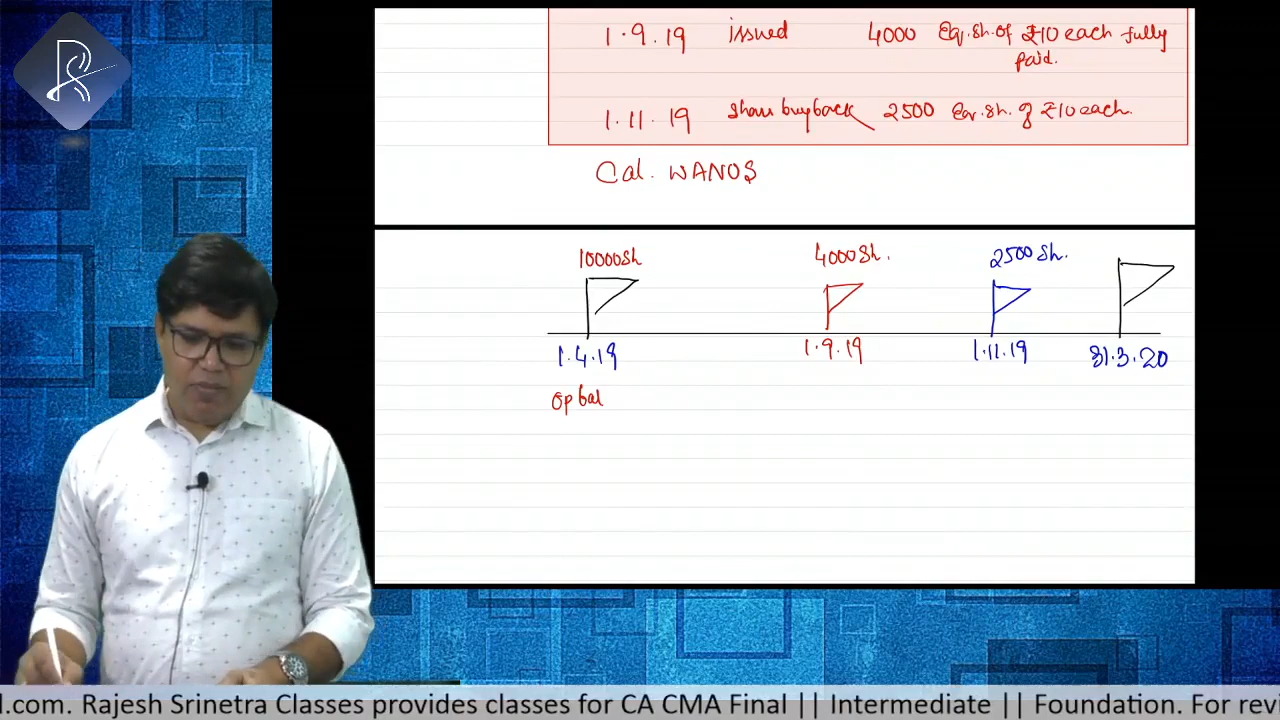 1.9.19 issued 4000 Eq.sh.of ₹10 each fully
paid.
1.11.19 Share buyback 2500 Eq.sh. of ₹10 each.
Cal. WANOS
10000Sh 4000Sh. 2500Sh.
1.4.19 1.9.19 1.11.19 31.3.20
Op bal
l.com. Rajesh Srinetra Classes provides classes for CA CMA Final || Intermediate || Foundation. For revi